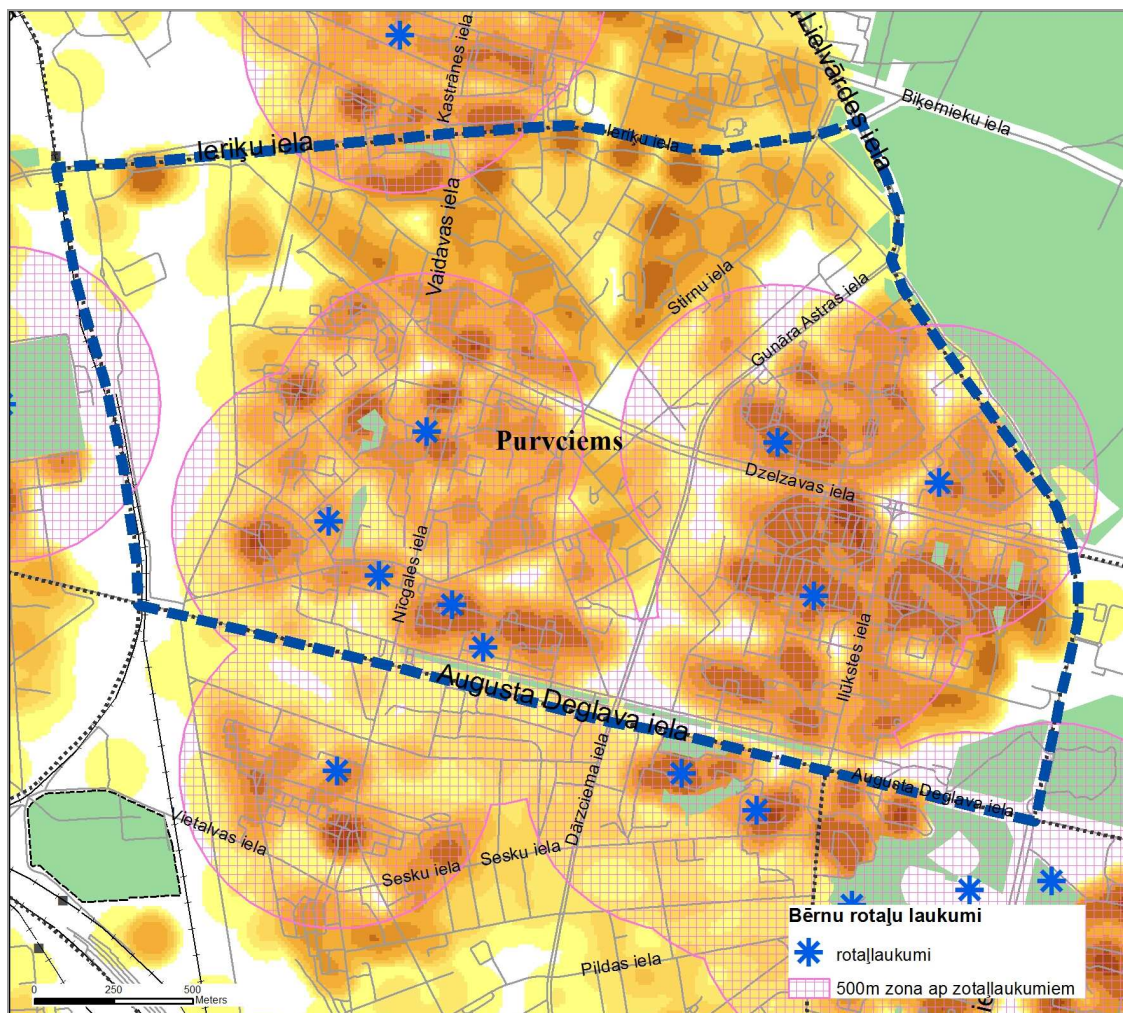 Kastrānes iela
Lielvārdes iela
Biķernieku iela
Ieriķu iela
Ieriķu iela
Vaidavas iela
Stirnu iela
Gunāra Astras iela
Purvciems
Dzelzavas iela
Nīcgales iela
Ilūkstes iela
Augusta Deglava iela
Augusta Deglava iela
Dārzciema iela
Vietalvas iela
Sesku iela
Sesku iela
Pildas iela
Bērnu rotaļu laukumi
rotaļlaukumi
500m zona ap zotaļlaukumiem
0 250 500
Meters